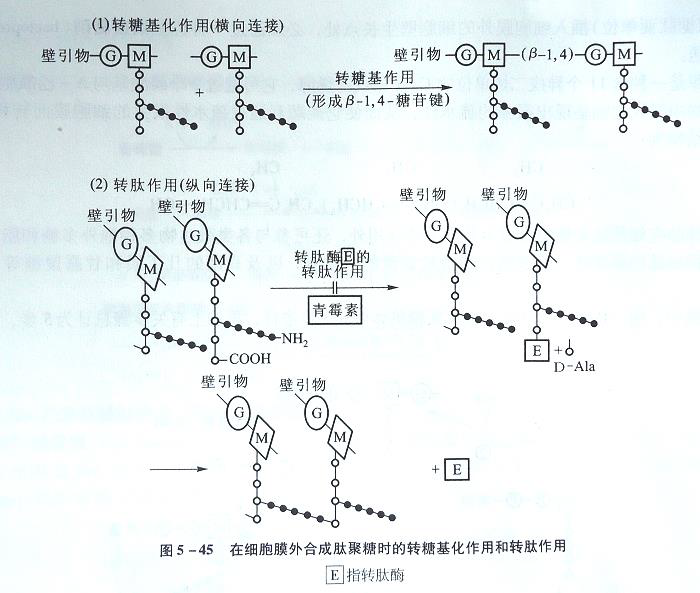 (1) 转糖基化作用(横向连接)
壁引物 G M G M
+
转糖基作用
(形成β-1,4-糖苷键)
壁引物 G M (β-1,4) G M
(2) 转肽作用(纵向连接)
壁引物 壁引物
G M G M
NH₂
COOH
转肽酶E的
转肽作用
青霉素
壁引物 壁引物
G M G M
E +
D-Ala
壁引物 壁引物
G M G M
+ E
图 5-45 在细胞膜外合成肽聚糖时的转糖基化作用和转肽作用
E 指转肽酶